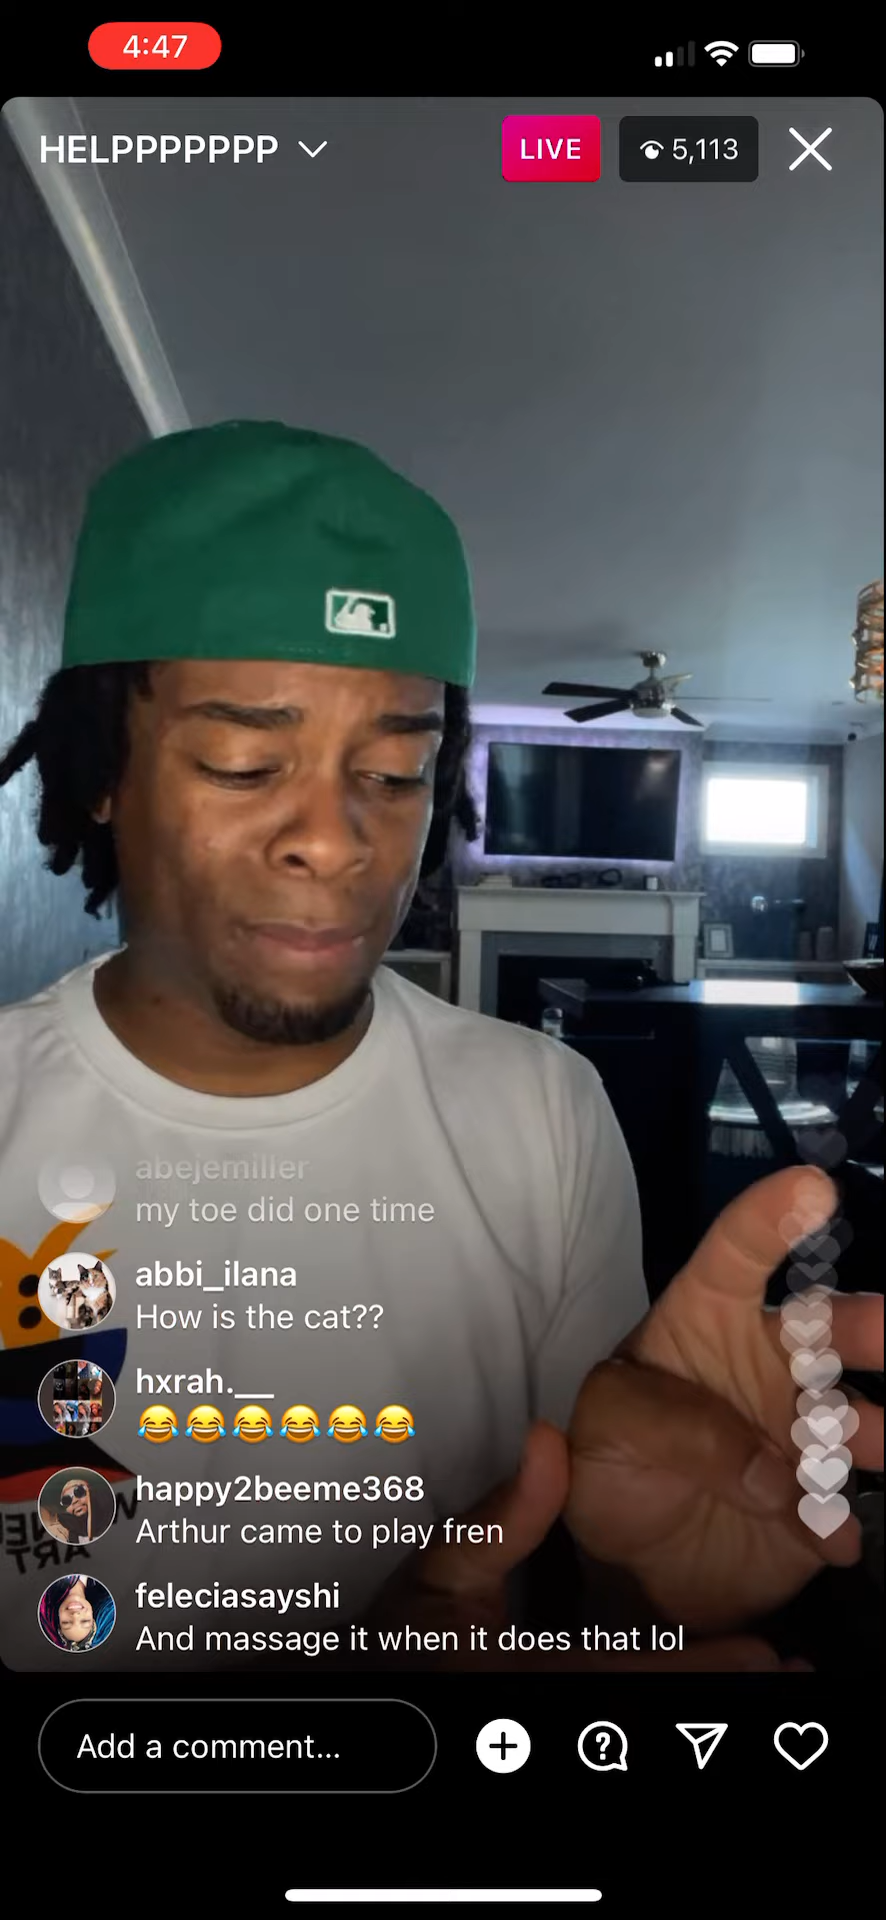 4:47
HELPPPPPPP
LIVE
5,113
abejemiller
my toe did one time
abbi_ilana
How is the cat??
hxrah.__
😂😂😂😂😂😂
happy2beeme368
Arthur came to play fren
feleciasayshi
And massage it when it does that lol
Add a comment...